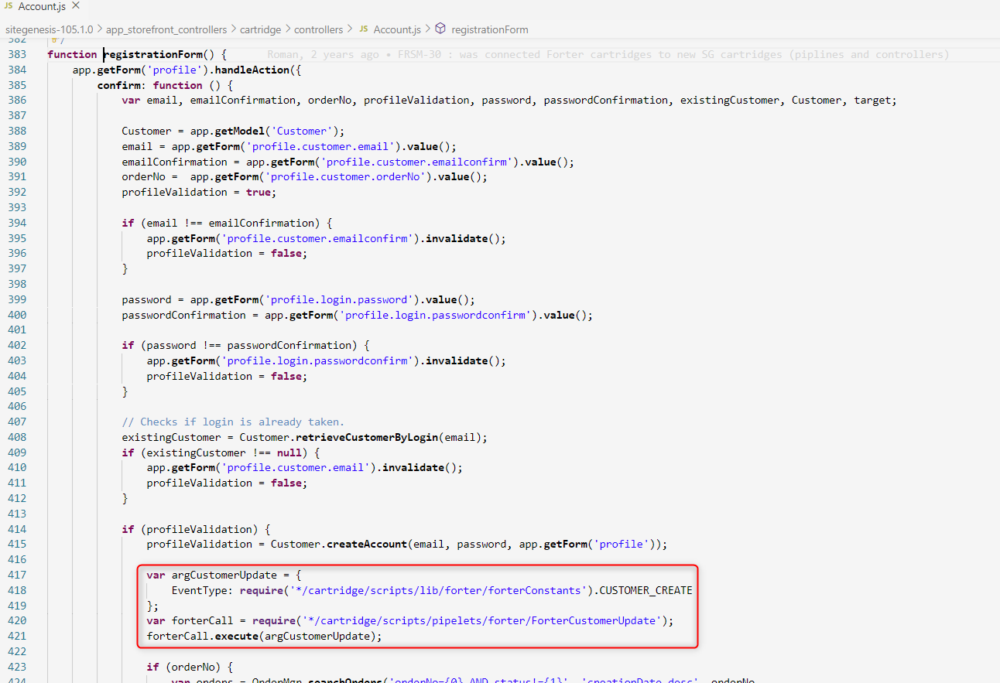 JS Account.js ×
sitegenesis-105.1.0 > app_storefront_controllers > cartridge > controllers > JS Account.js > registrationForm
382 */
383 function registrationForm() { Roman, 2 years ago • FRSM-30 : was connected Forter cartridges to new SG cartridges (piplines and controllers)
384 app.getForm('profile').handleAction({
385 confirm: function () {
386 var email, emailConfirmation, orderNo, profileValidation, password, passwordConfirmation, existingCustomer, Customer, target;
387
388 Customer = app.getModel('Customer');
389 email = app.getForm('profile.customer.email').value();
390 emailConfirmation = app.getForm('profile.customer.emailconfirm').value();
391 orderNo =  app.getForm('profile.customer.orderNo').value();
392 profileValidation = true;
393
394 if (email !== emailConfirmation) {
395 app.getForm('profile.customer.emailconfirm').invalidate();
396 profileValidation = false;
397 }
398
399 password = app.getForm('profile.login.password').value();
400 passwordConfirmation = app.getForm('profile.login.passwordconfirm').value();
401
402 if (password !== passwordConfirmation) {
403 app.getForm('profile.login.passwordconfirm').invalidate();
404 profileValidation = false;
405 }
406
407 // Checks if login is already taken.
408 existingCustomer = Customer.retrieveCustomerByLogin(email);
409 if (existingCustomer !== null) {
410 app.getForm('profile.customer.email').invalidate();
411 profileValidation = false;
412 }
413
414 if (profileValidation) {
415 profileValidation = Customer.createAccount(email, password, app.getForm('profile'));
416
417 var argCustomerUpdate = {
418 EventType: require('*/cartridge/scripts/lib/forter/forterConstants').CUSTOMER_CREATE
419 };
420 var forterCall = require('*/cartridge/scripts/pipelets/forter/ForterCustomerUpdate');
421 forterCall.execute(argCustomerUpdate);
422
423 if (orderNo) {
424 var orders = OrderMgr.searchOrders('orderNo={0} AND status!={1}', 'creationDate desc', orderNo,